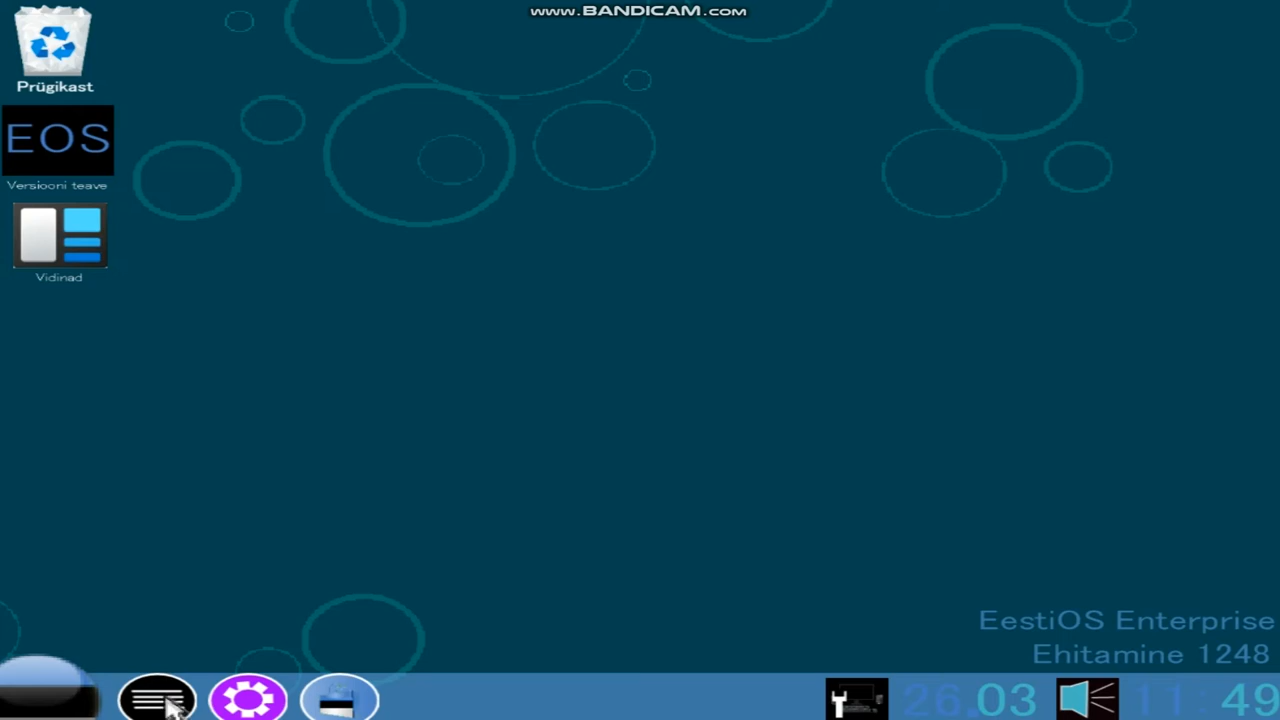 www.BANDICAM.com
Prügikast
EOS
Versiooni teave
Vidinad
EestiOS Enterprise
Ehitamine 1248
26.03
11:49